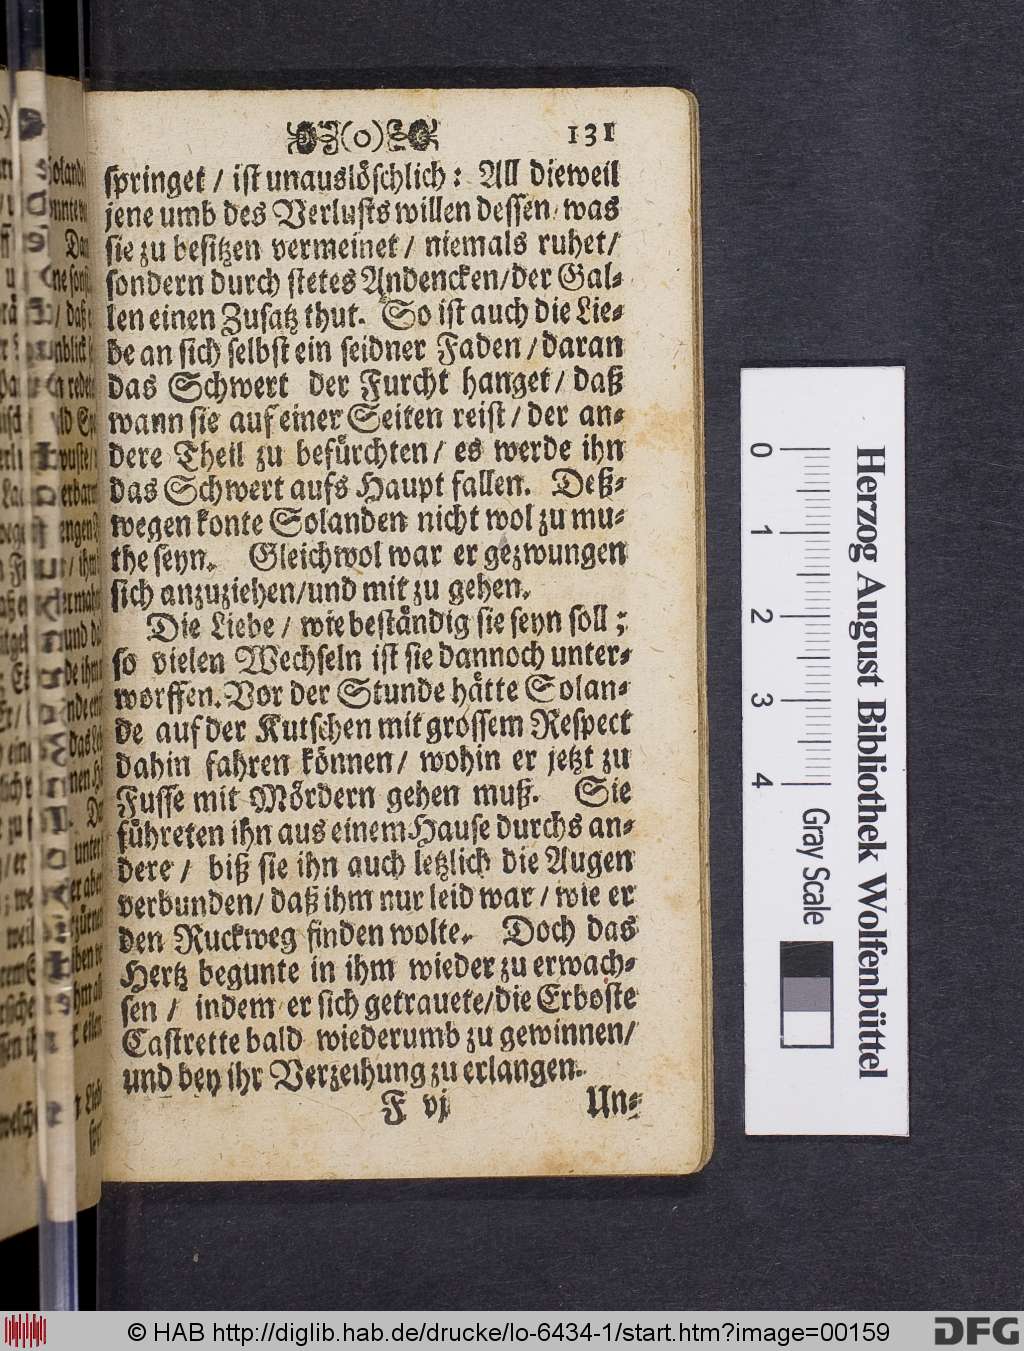 (o) 131
springet / ist unauslöschlich: All dieweil
jene umb des Verlusts willen dessen / was
sie zu besitzen vermeinet / niemals ruhet /
sondern durch stetes Andencken / der Gal-
len einen Zusatz thut. So ist auch die Lie-
be an sich selbst ein seidner Faden / daran
das Schwert der Furcht hanget / daß
wann sie auf einer Seiten reist / der an-
dere Theil zu befürchten / es werde ihn
das Schwert aufs Haupt fallen. Deß-
wegen konte Solanden nicht wol zu mu-
the seyn. Gleichwol war er gezwungen
sich anzuziehen / und mit zu gehen.
Die Liebe / wie beständig sie seyn soll;
so vielen Wechseln ist sie dannoch unter-
worffen. Vor der Stunde hätte Solan-
de auf der Kutschen mit grossem Respect
dahin fahren können / wohin er jetzt zu
Fusse mit Mördern gehen muß. Sie
führeten ihn aus einem Hause durchs an-
dere / biß sie ihn auch letzlich die Augen
verbunden / daß ihm nur leid war / wie er
den Ruckweg finden wolte. Doch das
Hertz begunte in ihm wieder zu erwach-
sen / indem er sich getrauete / die Erboste
Castrette bald wiederumb zu gewinnen /
und bey ihr Verzeihung zu erlangen.
F vj Un-
Herzog August Bibliothek Wolfenbüttel
0 1 2 3 4
Gray Scale
© HAB http://diglib.hab.de/drucke/lo-6434-1/start.htm?image=00159
DFG